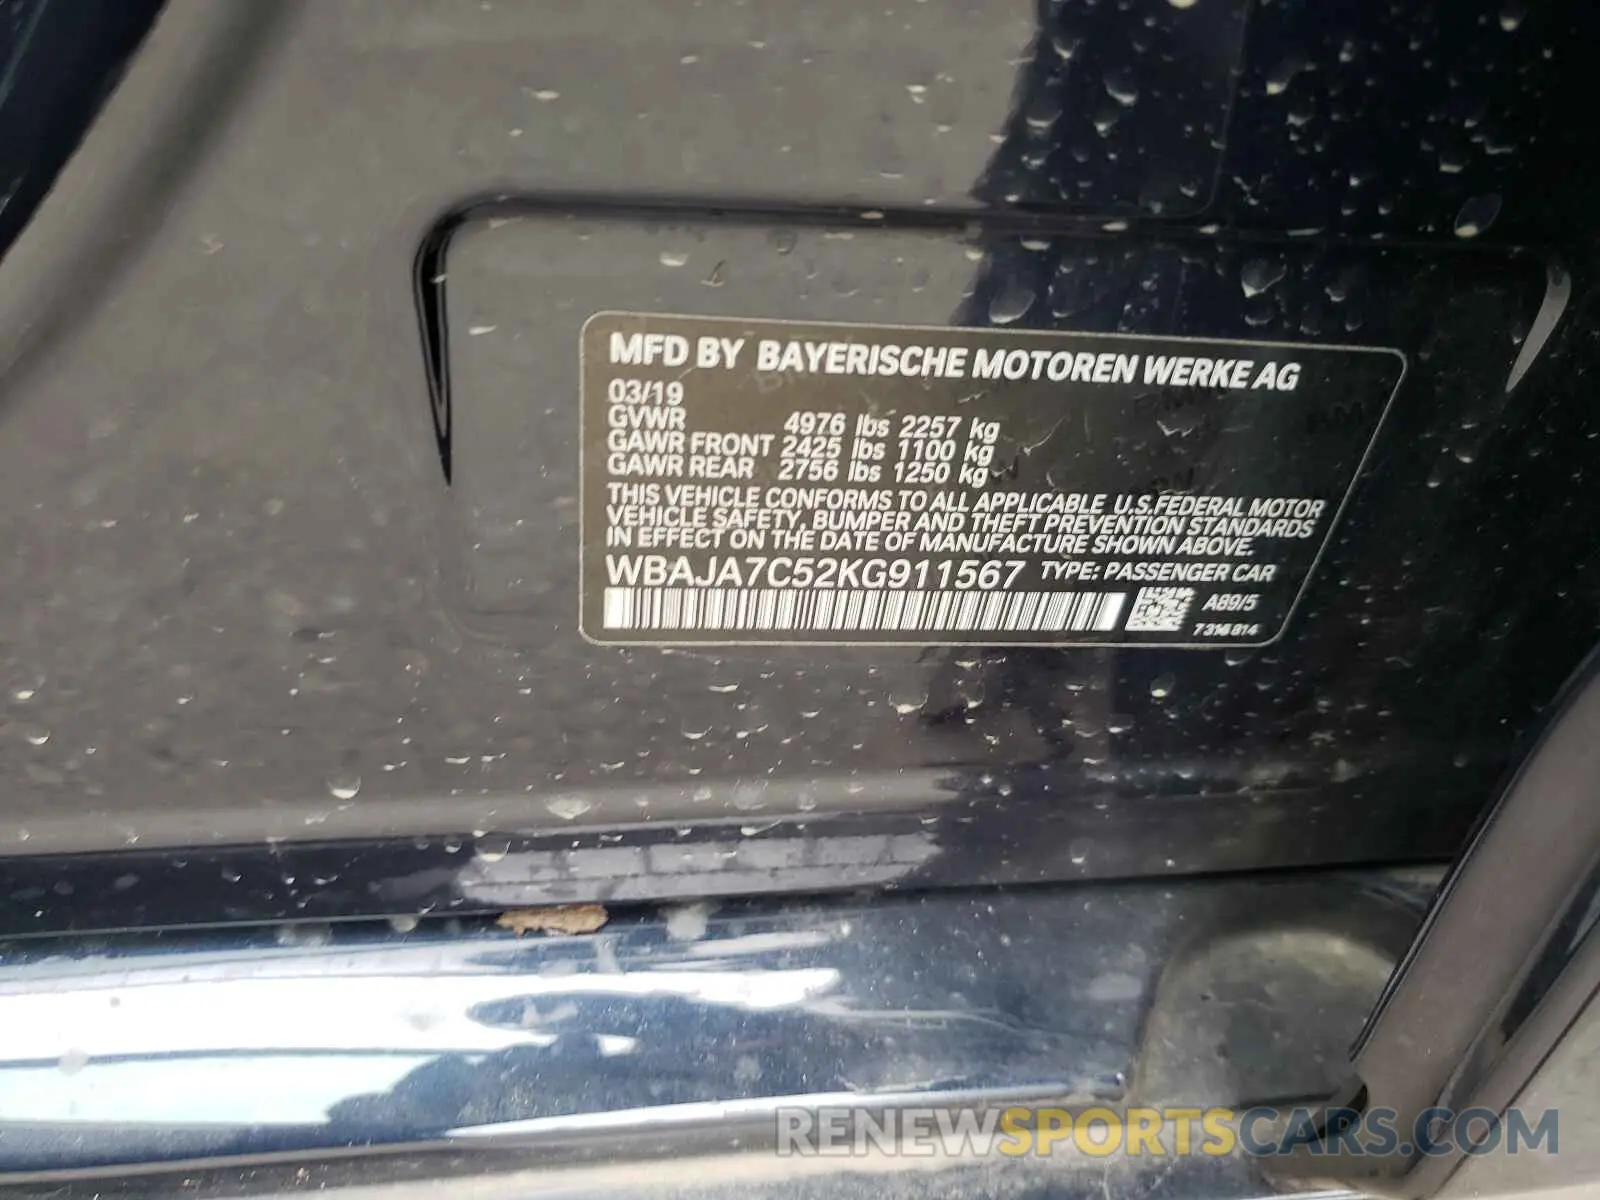 MFD BY BAYERISCHE MOTOREN WERKE AG
03/19
GVWR 4976 lbs 2257 kg
GAWR FRONT 2425 lbs 1100 kg
GAWR REAR 2756 lbs 1250 kg
THIS VEHICLE CONFORMS TO ALL APPLICABLE U.S.FEDERAL MOTOR
VEHICLE SAFETY, BUMPER AND THEFT PREVENTION STANDARDS
IN EFFECT ON THE DATE OF MANUFACTURE SHOWN ABOVE.
WBAJA7C52KG911567 TYPE: PASSENGER CAR
A89/5
RENEWSPORTSCARS.COM